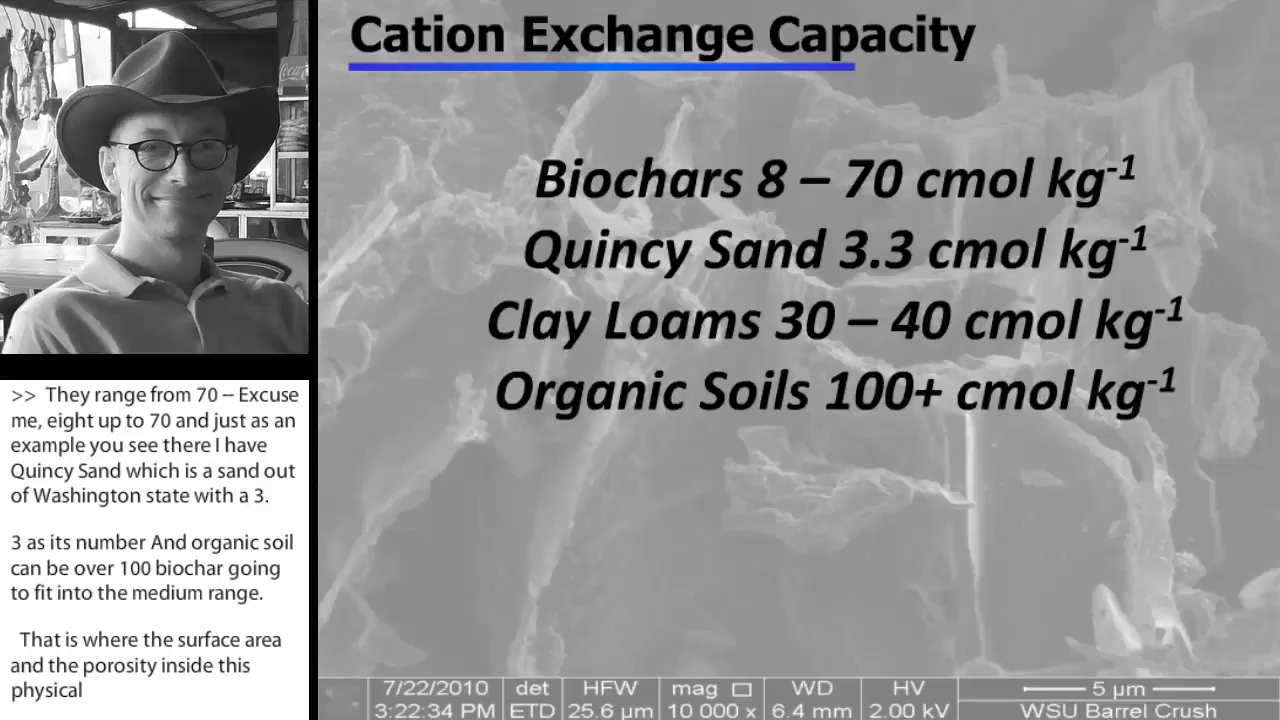 Cation Exchange Capacity
Biochars 8 – 70 cmol kg-1
Quincy Sand 3.3 cmol kg-1
Clay Loams 30 – 40 cmol kg-1
Organic Soils 100+ cmol kg-1
>> They range from 70 – Excuse
me, eight up to 70 and just as an
example you see there I have
Quincy Sand which is a sand out
of Washington state with a 3.
3 as its number And organic soil
can be over 100 biochar going
to fit into the medium range.
That is where the surface area
and the porosity inside this
physical
7/22/2010 det HFW mag WD HV 5 µm
3:22:34 PM ETD 25.6 µm 10 000 x 6.4 mm 2.00 kV WSU Barrel Crush